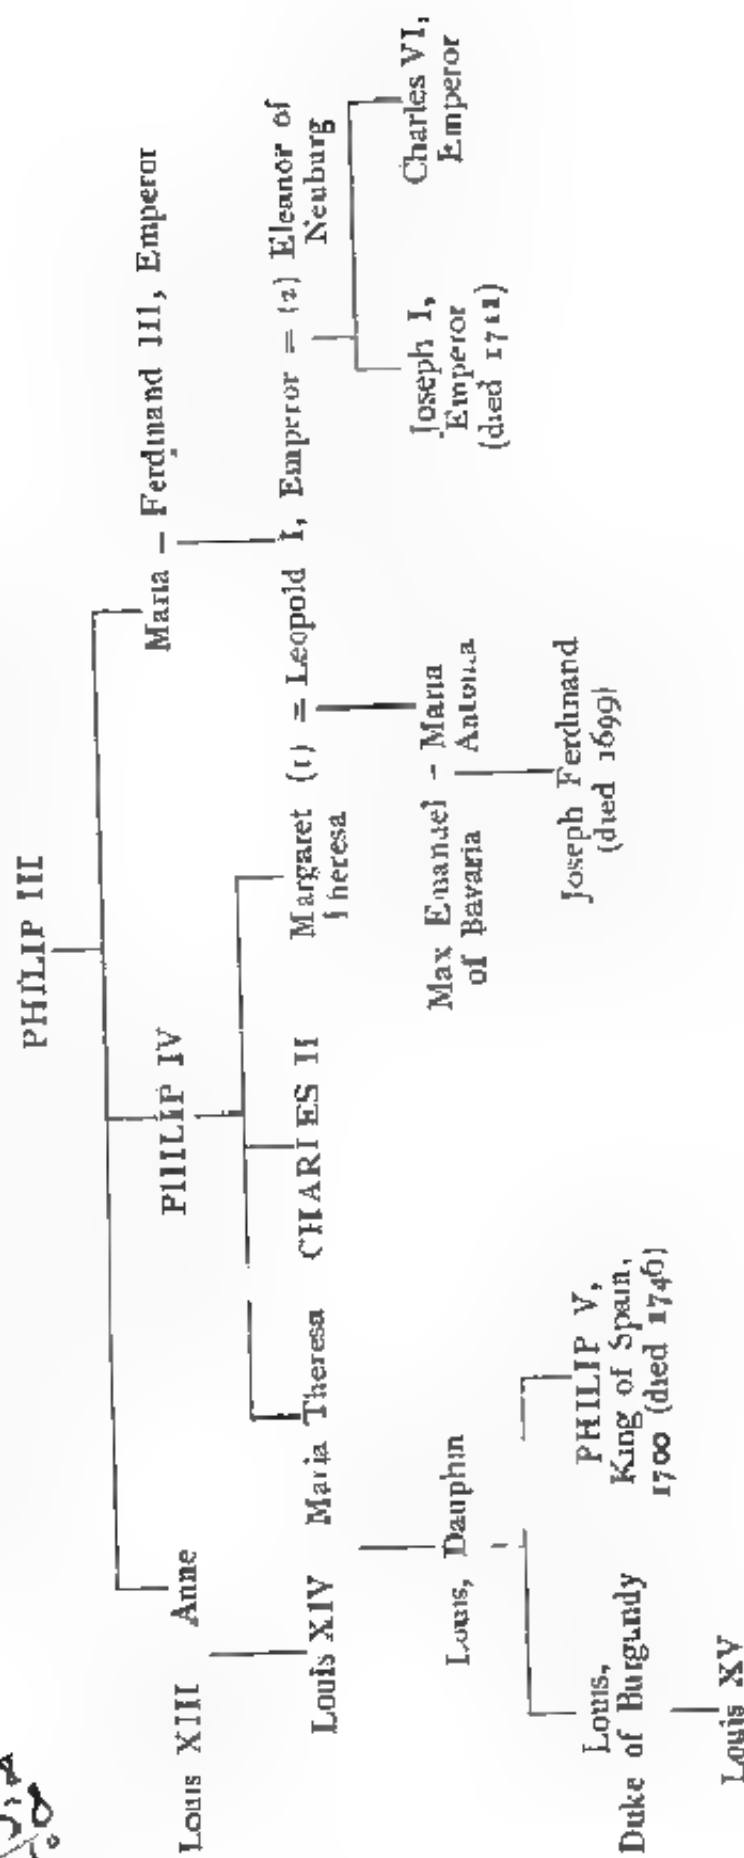 PHILIP III
Louis XIII Anne
PHILIP IV
Maria – Ferdinand III, Emperor
Louis XIV Maria Theresa
CHARLES II
Margaret (1) = Leopold I, Emperor = (2) Eleanor of
Theresa
Neuburg
Louis, Dauphin
Max Emanuel – Maria
of Bavaria
Antonia
Joseph I,
Emperor
(died 1711)
Charles VI,
Emperor
Louis,
Duke of Burgundy
PHILIP V,
King of Spain,
1700 (died 1746)
Joseph Ferdinand
(died 1699)
Louis XV